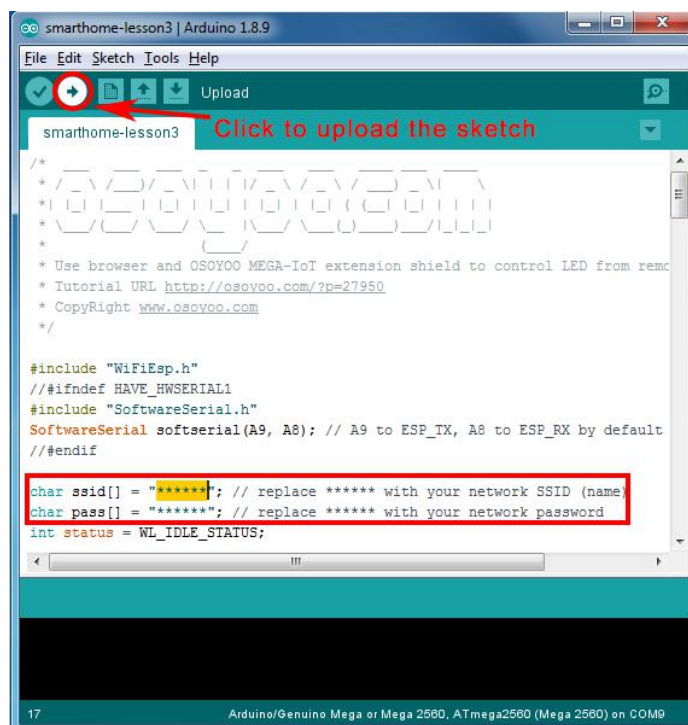 smarthome-lesson3 | Arduino 1.8.9
File Edit Sketch Tools Help
Upload
smarthome-lesson3
Click to upload the sketch
/*
 * Use browser and OSOYOO MEGA-IoT extension shield to control LED from remo
 * Tutorial URL http://osoyoo.com/?p=27950
 * CopyRight www.osoyoo.com
 */
#include "WiFiEsp.h"
//#ifndef HAVE_HWSERIAL1
#include "SoftwareSerial.h"
SoftwareSerial softserial(A9, A8); // A9 to ESP_TX, A8 to ESP_RX by default
//#endif
char ssid[] = "******"; // replace ****** with your network SSID (name)
char pass[] = "******"; // replace ****** with your network password
int status = WL_IDLE_STATUS;
17
Arduino/Genuino Mega or Mega 2560, ATmega2560 (Mega 2560) on COM9